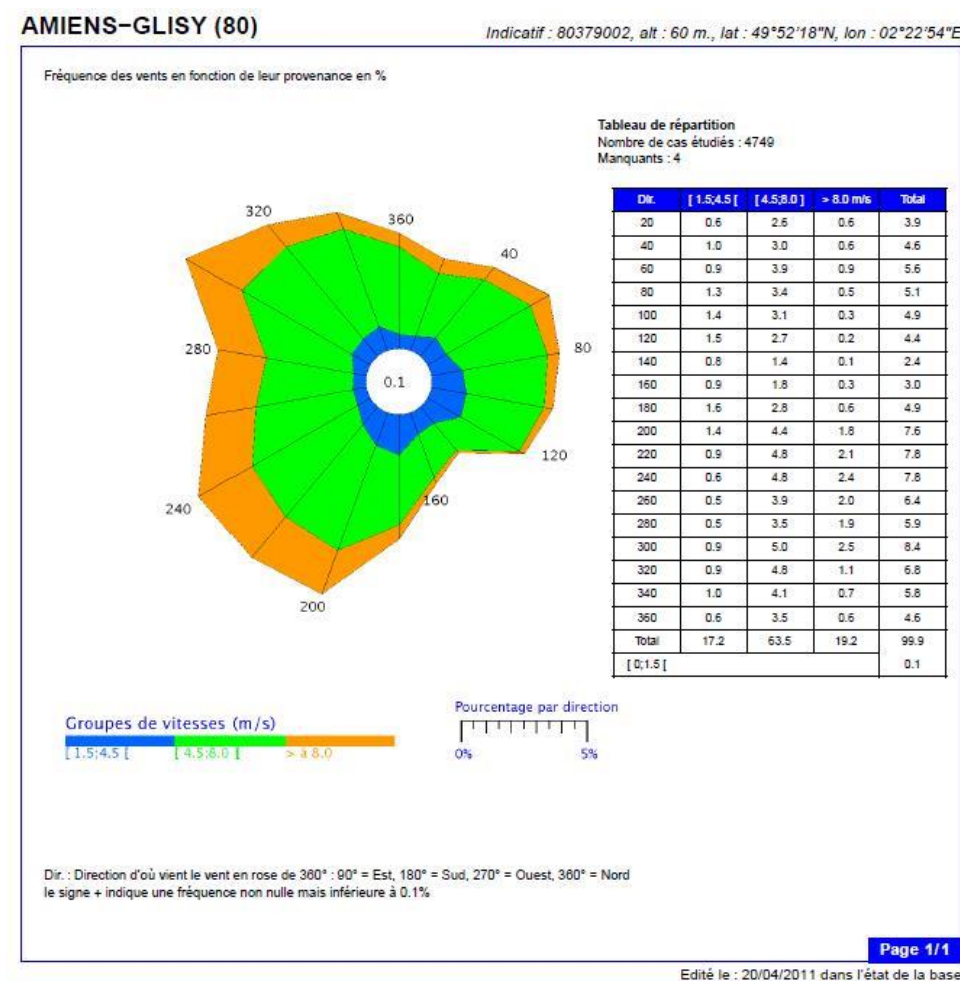 AMIENS–GLISY (80)
Indicatif : 80379002, alt : 60 m., lat : 49°52'18"N, lon : 02°22'54"E
Fréquence des vents en fonction de leur provenance en %
Tableau de répartition
Nombre de cas étudiés : 4749
Manquants : 4
Dir. [ 1.5;4.5 [ [ 4.5;8.0 ] > 8.0 m/s Total
20 0.6 2.6 0.6 3.9
40 1.0 3.0 0.6 4.6
60 0.9 3.9 0.9 5.6
80 1.3 3.4 0.5 5.1
100 1.4 3.1 0.3 4.9
120 1.5 2.7 0.2 4.4
140 0.8 1.4 0.1 2.4
160 0.9 1.8 0.3 3.0
180 1.6 2.8 0.6 4.9
200 1.4 4.4 1.8 7.6
220 0.9 4.8 2.1 7.8
240 0.6 4.8 2.4 7.8
260 0.5 3.9 2.0 6.4
280 0.5 3.5 1.9 5.9
300 0.9 5.0 2.5 8.4
320 0.9 4.8 1.1 6.8
340 1.0 4.1 0.7 5.8
360 0.6 3.5 0.6 4.6
Total 17.2 63.5 19.2 99.9
[ 0;1.5 [ 0.1
320
360
40
280
80
0.1
120
240
160
200
Groupes de vitesses (m/s)
[ 1.5;4.5 [ [ 4.5;8.0 ] > à 8.0
Pourcentage par direction
0% 5%
Dir. : Direction d'où vient le vent en rose de 360° : 90° = Est, 180° = Sud, 270° = Ouest, 360° = Nord
le signe + indique une fréquence non nulle mais inférieure à 0.1%
Page 1/1
Edité le : 20/04/2011 dans l'état de la base